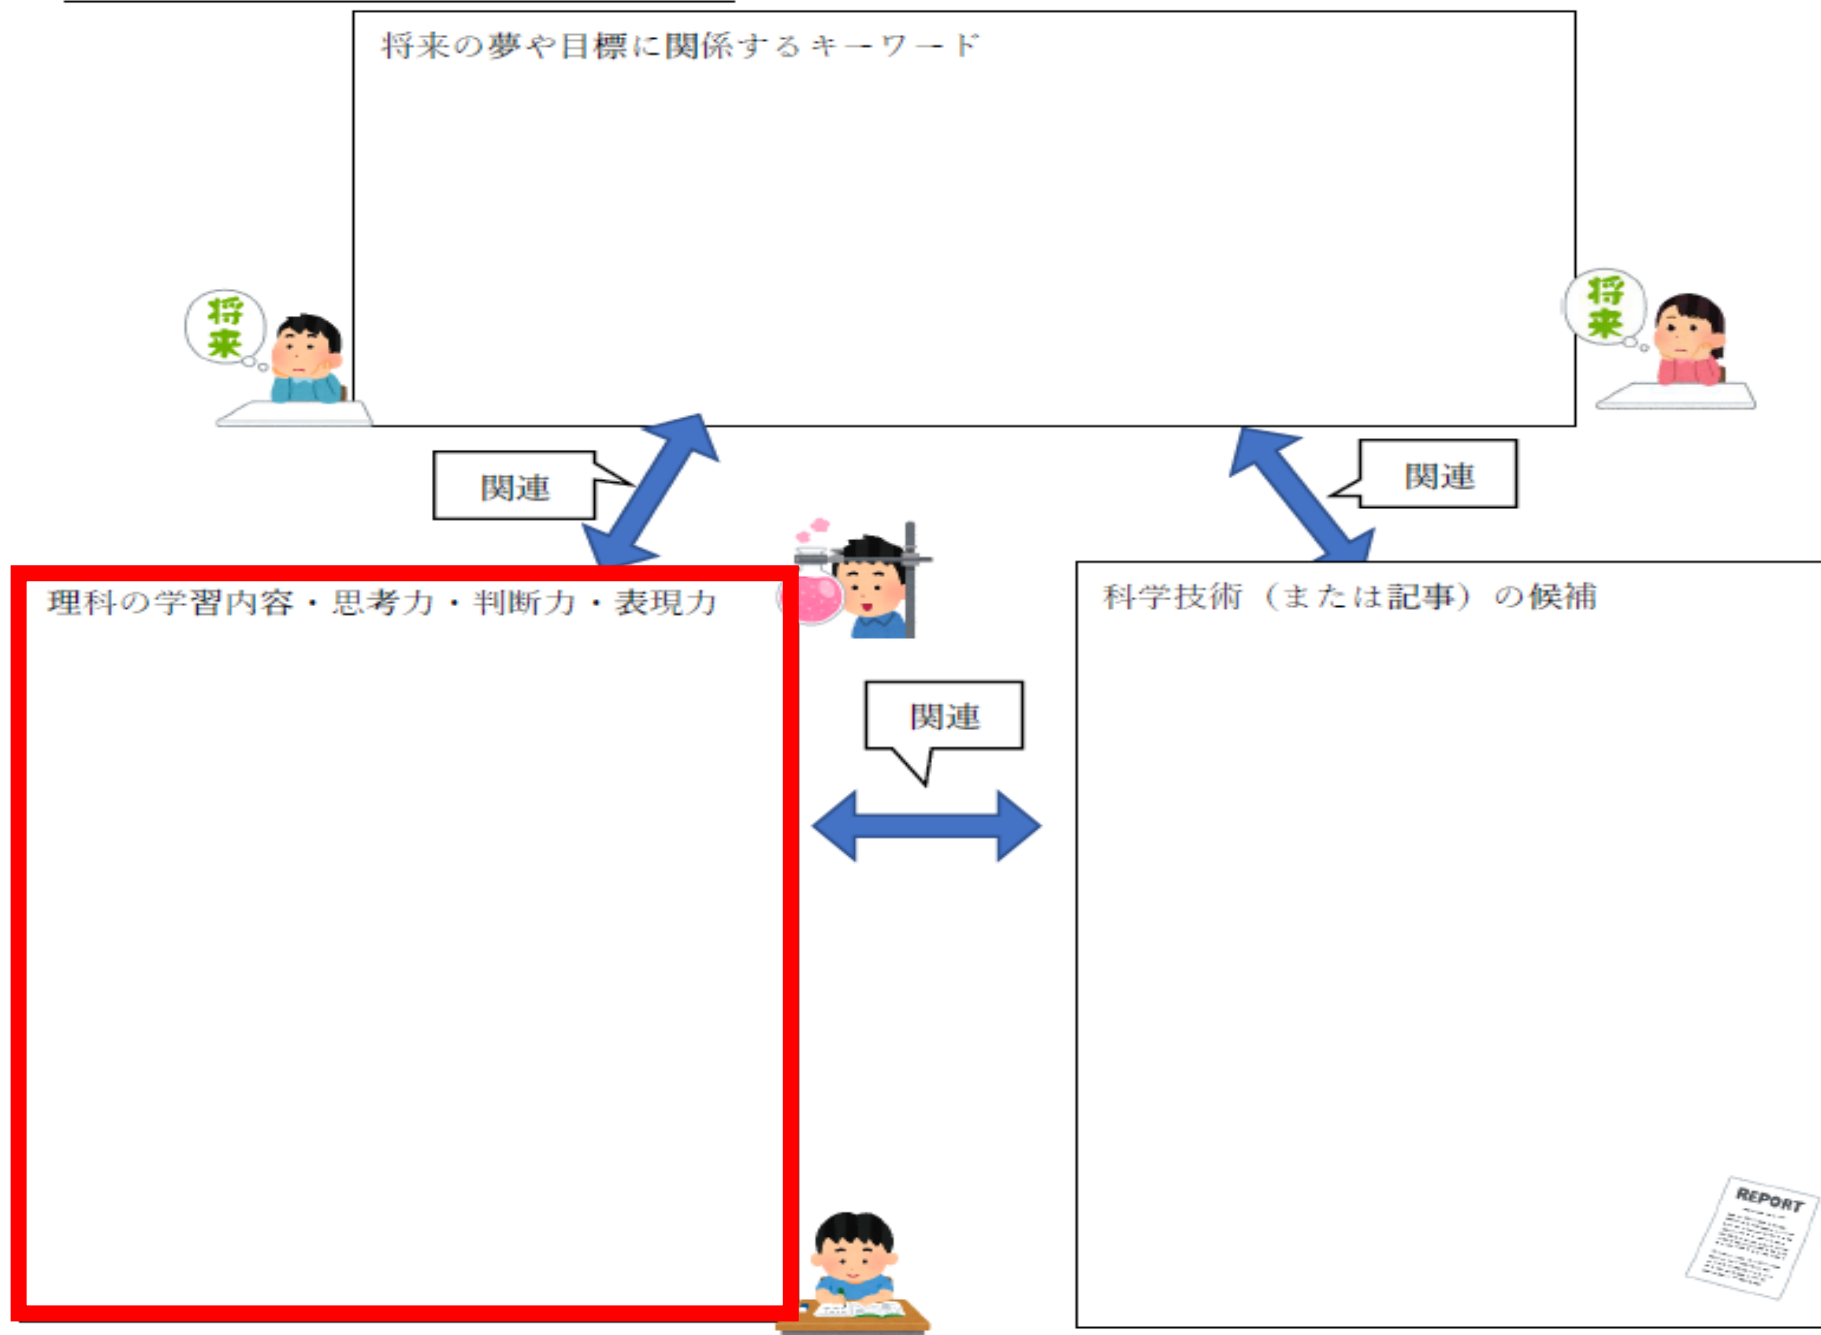 将来の夢や目標に関係するキーワード
将
来
将
来
関連
関連
理科の学習内容・思考力・判断力・表現力
科学技術（または記事）の候補
関連
REPORT